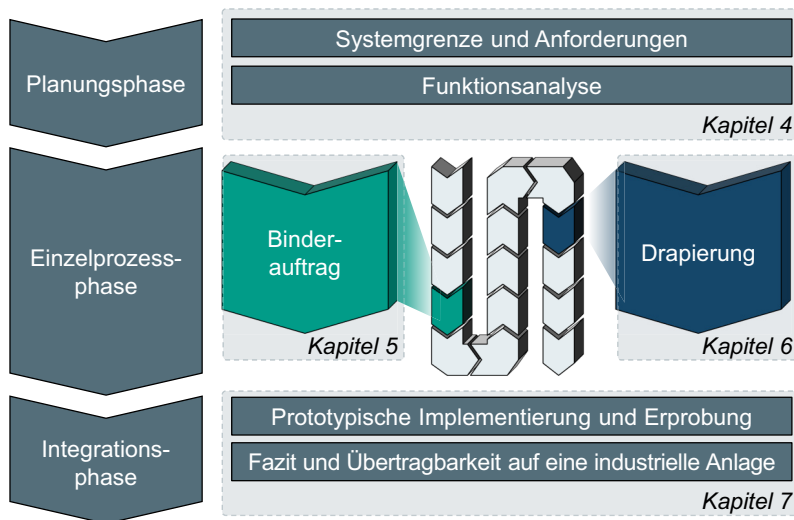 Planungsphase
Systemgrenze und Anforderungen
Funktionsanalyse
Kapitel 4
Einzelprozess-
phase
Binder-
auftrag
Kapitel 5
Drapierung
Kapitel 6
Integrations-
phase
Prototypische Implementierung und Erprobung
Fazit und Übertragbarkeit auf eine industrielle Anlage
Kapitel 7